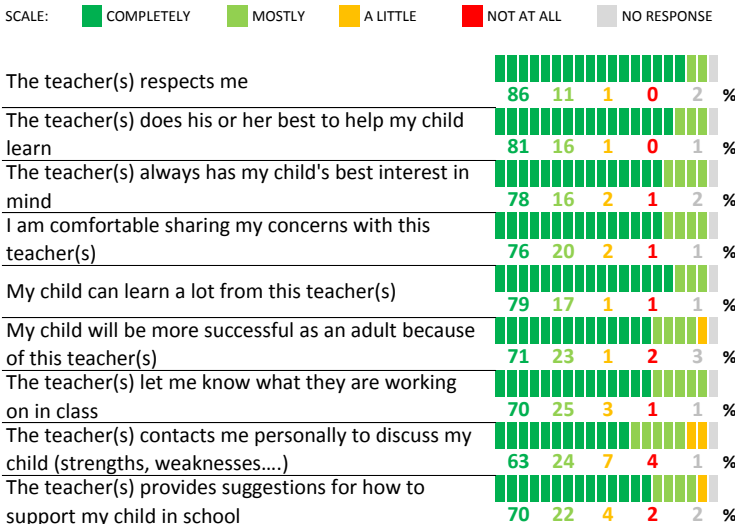 SCALE: COMPLETELY MOSTLY A LITTLE NOT AT ALL NO RESPONSE
The teacher(s) respects me
86 11 1 0 2 %
The teacher(s) does his or her best to help my child
learn
81 16 1 0 1 %
The teacher(s) always has my child's best interest in
mind
78 16 2 1 2 %
I am comfortable sharing my concerns with this
teacher(s)
76 20 2 1 1 %
My child can learn a lot from this teacher(s)
79 17 1 1 1 %
My child will be more successful as an adult because
of this teacher(s)
71 23 1 2 3 %
The teacher(s) let me know what they are working
on in class
70 25 3 1 1 %
The teacher(s) contacts me personally to discuss my
child (strengths, weaknesses....)
63 24 7 4 1 %
The teacher(s) provides suggestions for how to
support my child in school
70 22 4 2 2 %